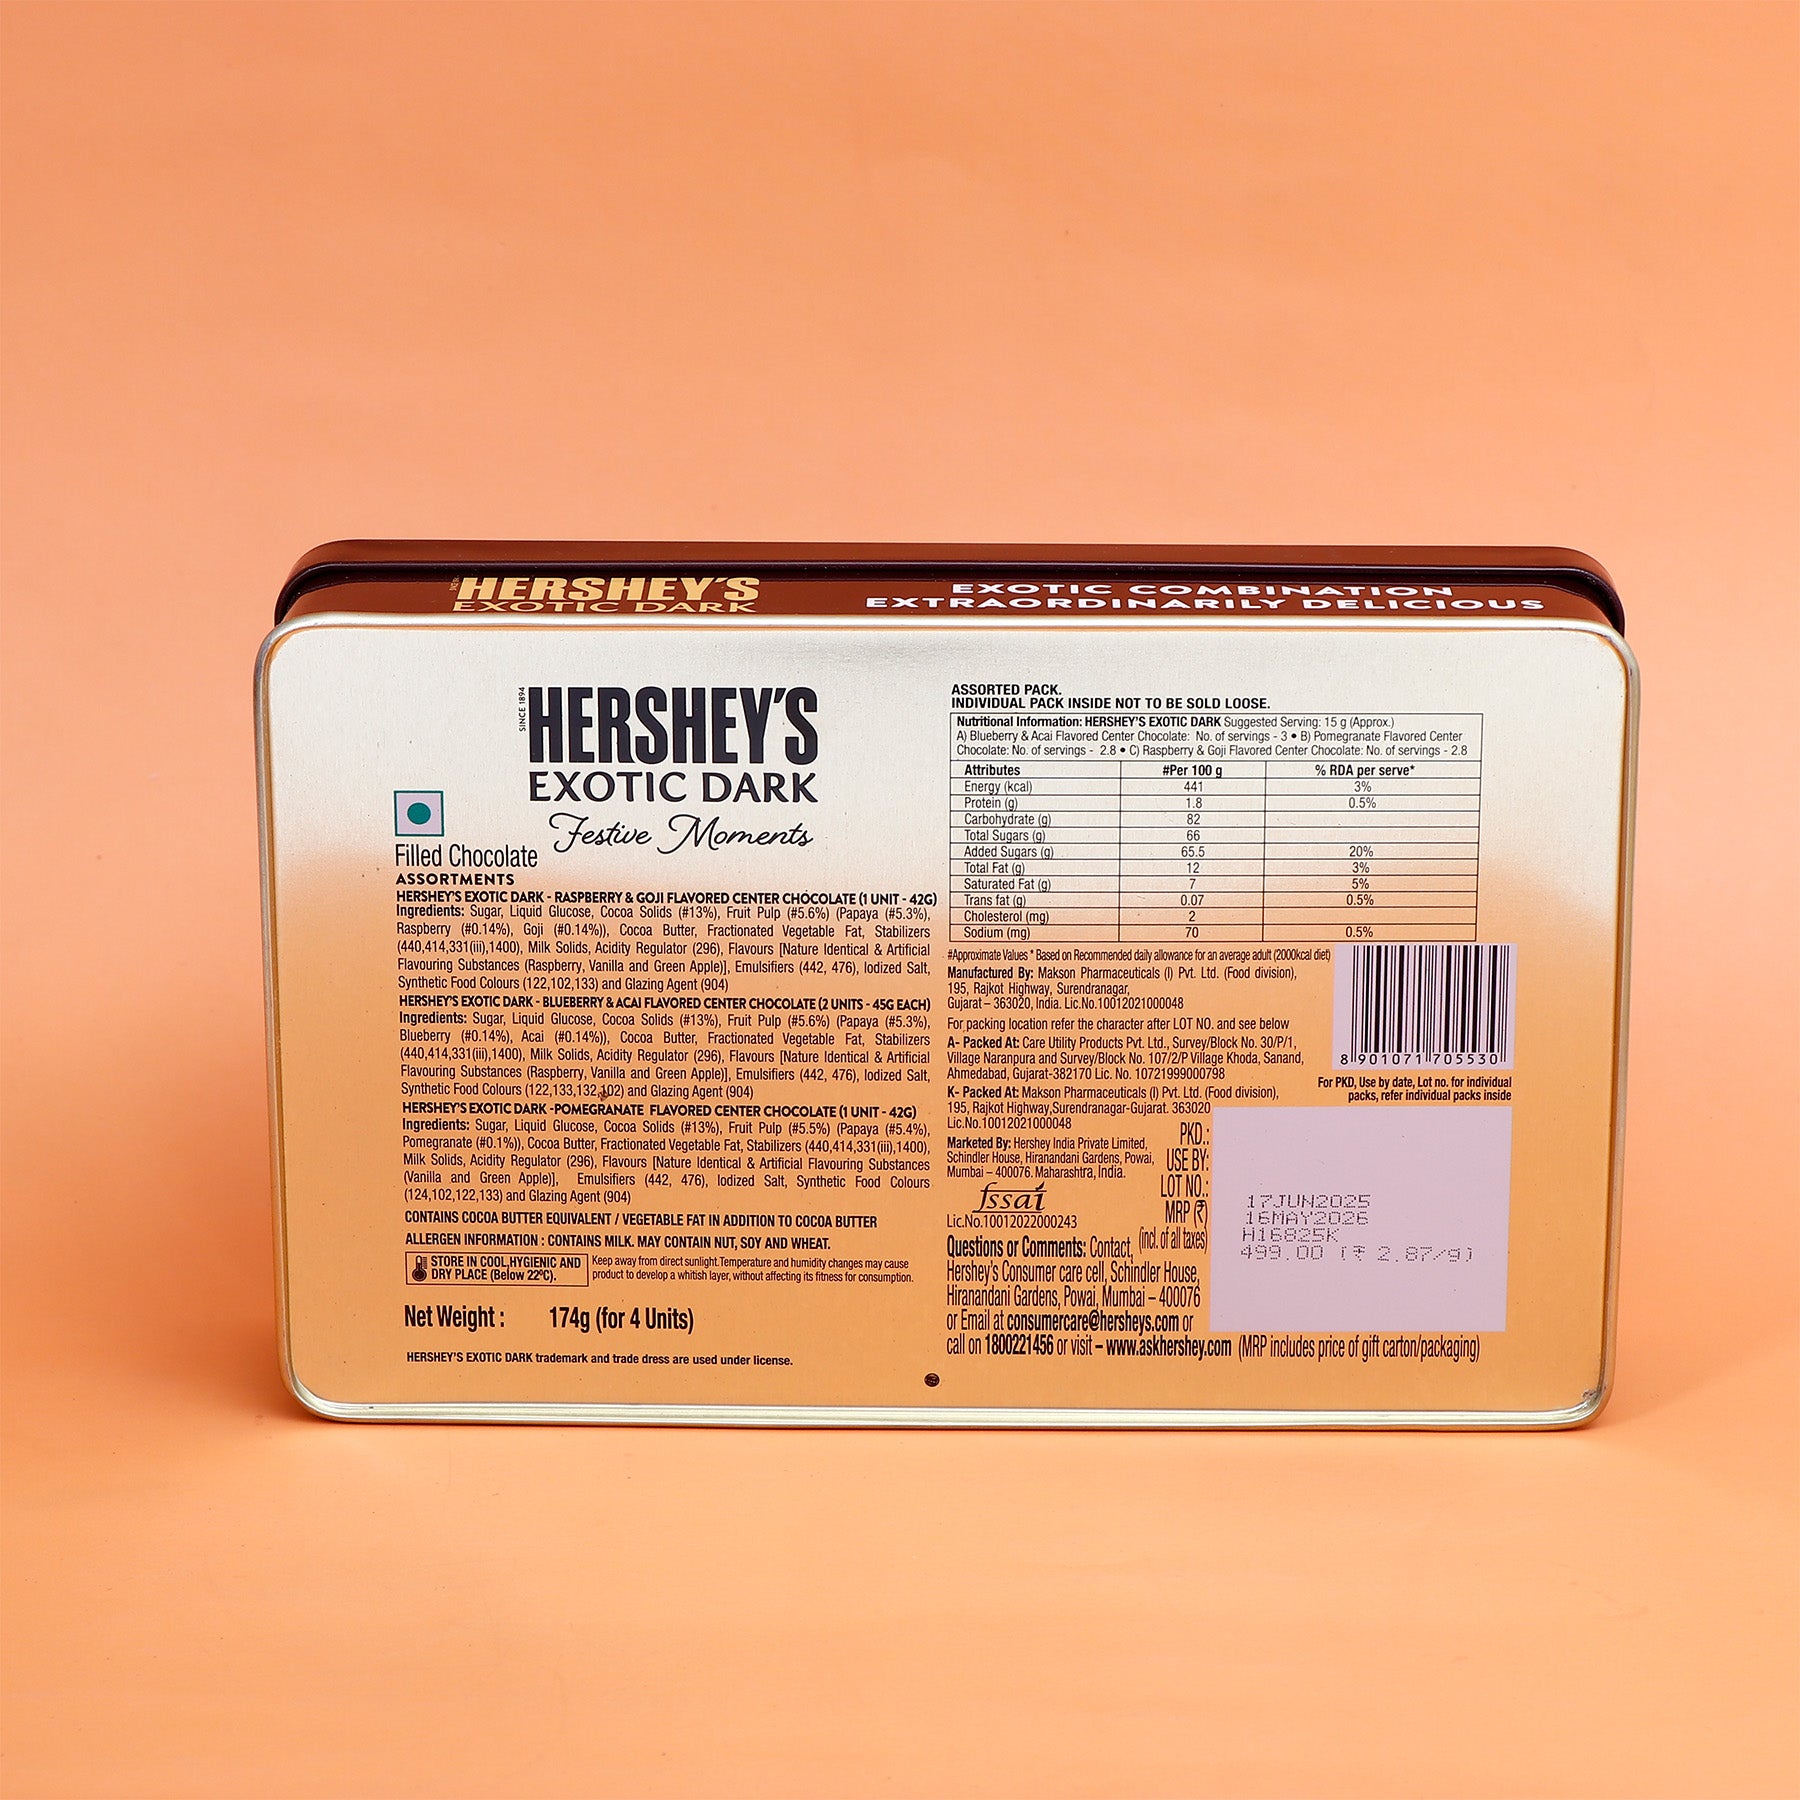 HERSHEY'S
EXOTIC DARK
EXOTIC COMBINATION
EXTRAORDINARILY DELICIOUS
SINCE 1894
HERSHEY'S
EXOTIC DARK
Festive Moments
Filled Chocolate
ASSORTMENTS
HERSHEY'S EXOTIC DARK - RASPBERRY & GOJI FLAVORED CENTER CHOCOLATE (1 UNIT - 42G)
Ingredients: Sugar, Liquid Glucose, Cocoa Solids (#13%), Fruit Pulp (#5.6%) (Papaya (#5.3%),
Raspberry (#0.14%), Goji (#0.14%)), Cocoa Butter, Fractionated Vegetable Fat, Stabilizers
(440,414,331(iii),1400), Milk Solids, Acidity Regulator (296), Flavours [Nature Identical & Artificial
Flavouring Substances (Raspberry, Vanilla and Green Apple)], Emulsifiers (442, 476), Iodized Salt,
Synthetic Food Colours (122,102,133) and Glazing Agent (904)
HERSHEY'S EXOTIC DARK - BLUEBERRY & ACAI FLAVORED CENTER CHOCOLATE (2 UNITS - 45G EACH)
Ingredients: Sugar, Liquid Glucose, Cocoa Solids (#13%), Fruit Pulp (#5.6%) (Papaya (#5.3%),
Blueberry (#0.14%), Acai (#0.14%)), Cocoa Butter, Fractionated Vegetable Fat, Stabilizers
(440,414,331(iii),1400), Milk Solids, Acidity Regulator (296), Flavours [Nature Identical & Artificial
Flavouring Substances (Raspberry, Vanilla and Green Apple)], Emulsifiers (442, 476), Iodized Salt,
Synthetic Food Colours (122,133,132,102) and Glazing Agent (904)
HERSHEY'S EXOTIC DARK -POMEGRANATE FLAVORED CENTER CHOCOLATE (1 UNIT - 42G)
Ingredients: Sugar, Liquid Glucose, Cocoa Solids (#13%), Fruit Pulp (#5.5%) (Papaya (#5.4%),
Pomegranate (#0.1%)), Cocoa Butter, Fractionated Vegetable Fat, Stabilizers (440,414,331(iii),1400),
Milk Solids, Acidity Regulator (296), Flavours [Nature Identical & Artificial Flavouring Substances
(Vanilla and Green Apple)], Emulsifiers (442, 476), Iodized Salt, Synthetic Food Colours
(124,102,122,133) and Glazing Agent (904)
CONTAINS COCOA BUTTER EQUIVALENT / VEGETABLE FAT IN ADDITION TO COCOA BUTTER
ALLERGEN INFORMATION : CONTAINS MILK. MAY CONTAIN NUT, SOY AND WHEAT.
STORE IN COOL,HYGIENIC AND
DRY PLACE (Below 22ºC).
Keep away from direct sunlight.Temperature and humidity changes may cause
product to develop a whitish layer, without affecting its fitness for consumption.
Net Weight : 174g (for 4 Units)
HERSHEY'S EXOTIC DARK trademark and trade dress are used under license.
ASSORTED PACK.
INDIVIDUAL PACK INSIDE NOT TO BE SOLD LOOSE.
Nutritional Information: HERSHEY'S EXOTIC DARK Suggested Serving: 15 g (Approx.)
A) Blueberry & Acai Flavored Center Chocolate: No. of servings - 3 • B) Pomegranate Flavored Center
Chocolate: No. of servings - 2.8 • C) Raspberry & Goji Flavored Center Chocolate: No. of servings - 2.8
Attributes #Per 100 g % RDA per serve*
Energy (kcal) 441 3%
Protein (g) 1.8 0.5%
Carbohydrate (g) 82
Total Sugars (g) 66
Added Sugars (g) 65.5 20%
Total Fat (g) 12 3%
Saturated Fat (g) 7 5%
Trans fat (g) 0.07 0.5%
Cholesterol (mg) 2
Sodium (mg) 70 0.5%
#Approximate Values * Based on Recommended daily allowance for an average adult (2000kcal diet)
Manufactured By: Makson Pharmaceuticals (I) Pvt. Ltd. (Food division),
195, Rajkot Highway, Surendranagar,
Gujarat – 363020, India. Lic.No.10012021000048
For packing location refer the character after LOT NO. and see below
A- Packed At: Care Utility Products Pvt. Ltd., Survey/Block No. 30/P/1,
Village Naranpura and Survey/Block No. 107/2/P Village Khoda, Sanand,
Ahmedabad, Gujarat-382170 Lic. No. 10721999000798
K- Packed At: Makson Pharmaceuticals (I) Pvt. Ltd. (Food division),
195, Rajkot Highway,Surendranagar-Gujarat. 363020
Lic.No.10012021000048
Marketed By: Hershey India Private Limited,
Schindler House, Hiranandani Gardens, Powai,
Mumbai – 400076. Maharashtra, India.
fssai
Lic.No.10012022000243
Questions or Comments: Contact,
Hershey's Consumer care cell, Schindler House,
Hiranandani Gardens, Powai, Mumbai – 400076
or Email at consumercare@hersheys.com or
call on 1800221456 or visit – www.askhershey.com (MRP includes price of gift carton/packaging)
8 901071 705530
For PKD, Use by date, Lot no. for individual
packs, refer individual packs inside
PKD.:
USE BY:
LOT NO.:
MRP (₹)
(incl. of all taxes)
17JUN2025
16MAY2026
H16825K
499.00 (₹ 2.87/g)